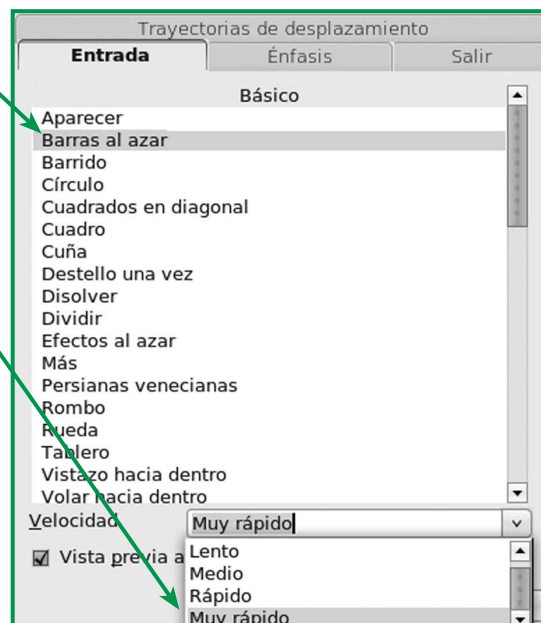 Trayectorias de desplazamiento
Entrada Énfasis Salir
Básico
Aparecer
Barras al azar
Barrido
Círculo
Cuadrados en diagonal
Cuadro
Cuña
Destello una vez
Disolver
Dividir
Efectos al azar
Más
Persianas venecianas
Rombo
Rueda
Tablero
Vistazo hacia dentro
Volar hacia dentro
Velocidad Muy rápido
Vista previa a
Lento
Medio
Rápido
Muy rápido